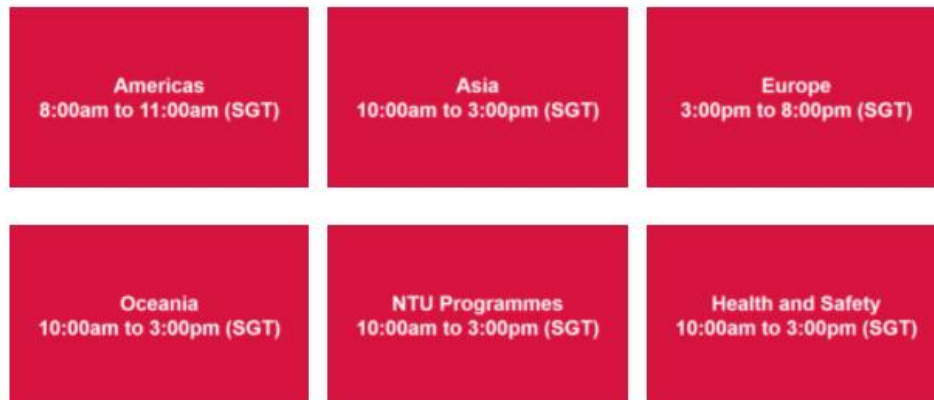 Americas
8:00am to 11:00am (SGT)
Asia
10:00am to 3:00pm (SGT)
Europe
3:00pm to 8:00pm (SGT)
Oceania
10:00am to 3:00pm (SGT)
NTU Programmes
10:00am to 3:00pm (SGT)
Health and Safety
10:00am to 3:00pm (SGT)